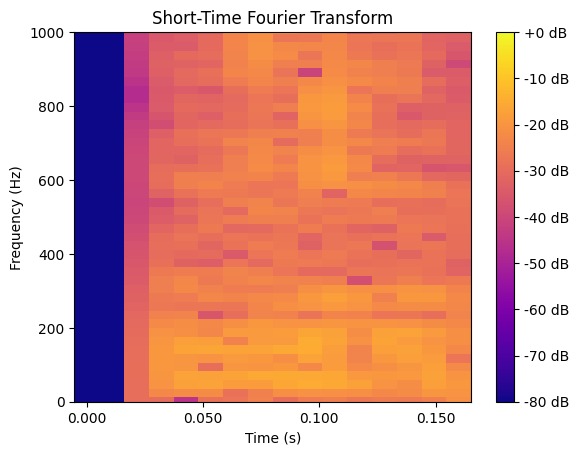 Short-Time Fourier Transform
1000
800
600
400
200
0
Frequency (Hz)
0.000
0.050
0.100
0.150
Time (s)
+0 dB
-10 dB
-20 dB
-30 dB
-40 dB
-50 dB
-60 dB
-70 dB
-80 dB